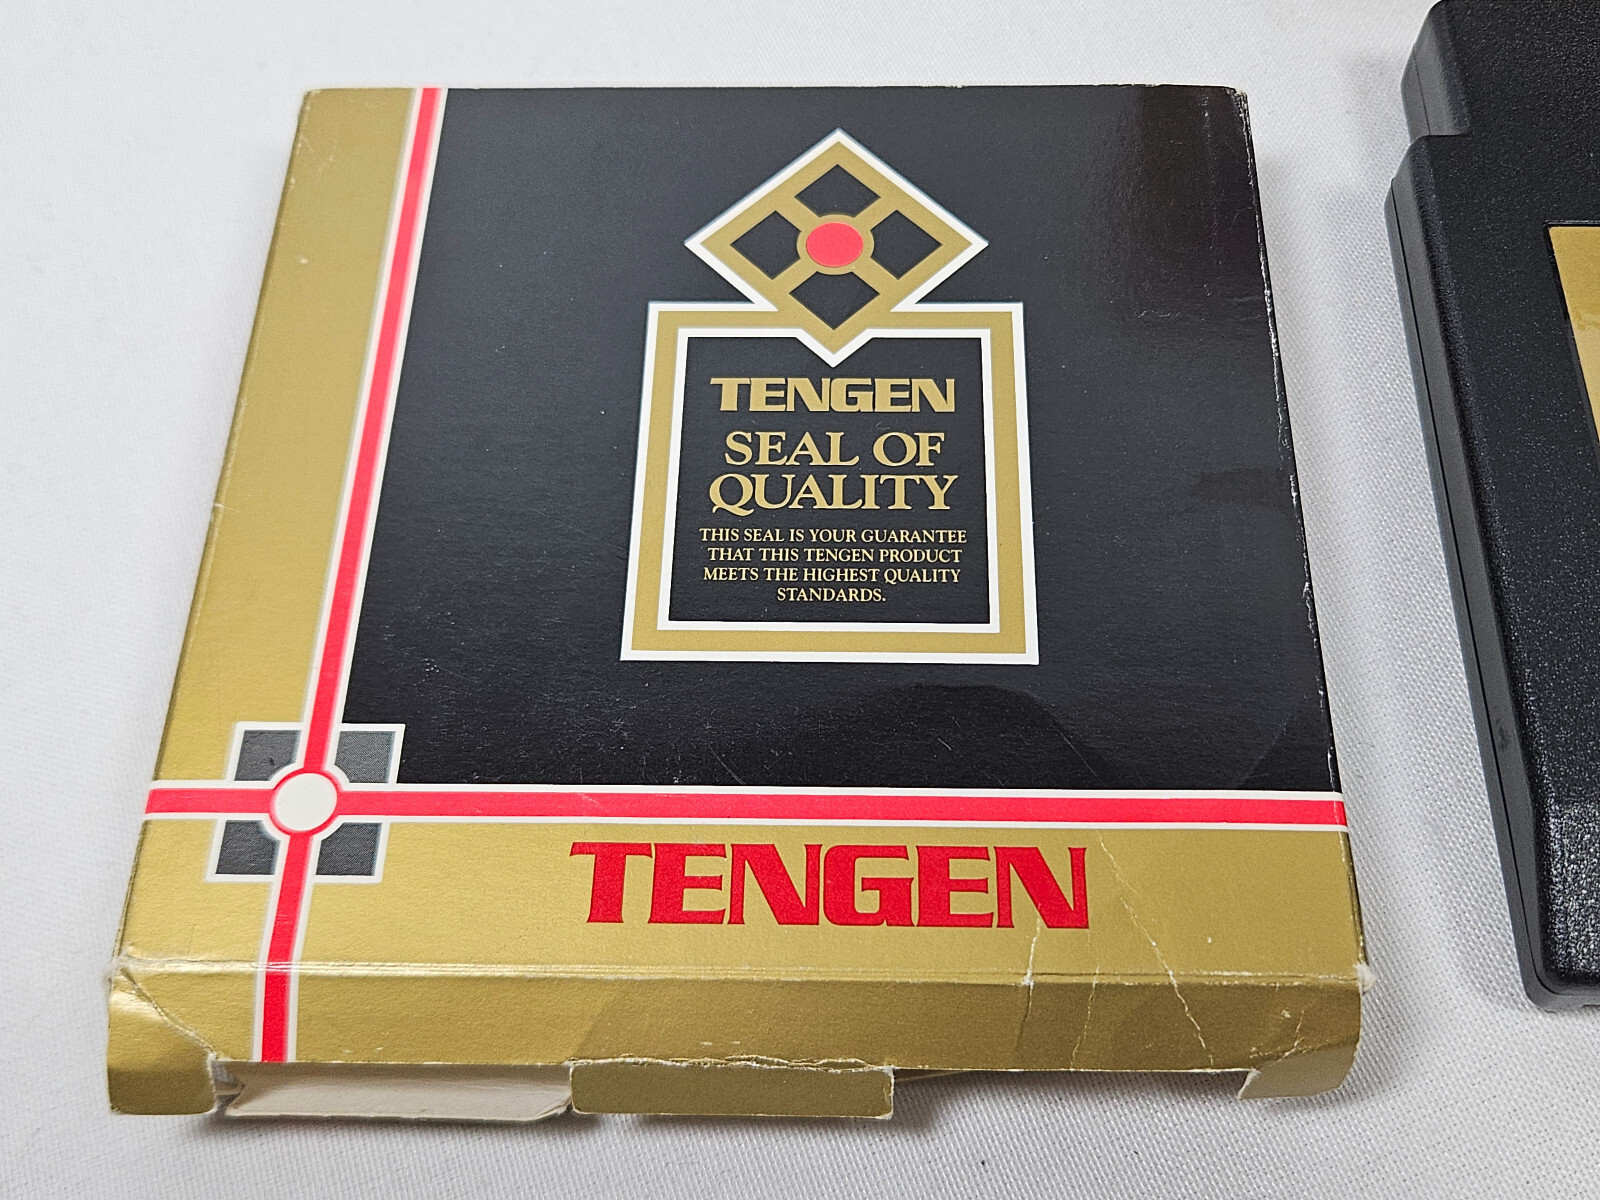 TENGEN
SEAL OF
QUALITY
THIS SEAL IS YOUR GUARANTEE
THAT THIS TENGEN PRODUCT
MEETS THE HIGHEST QUALITY
STANDARDS.
TENGEN